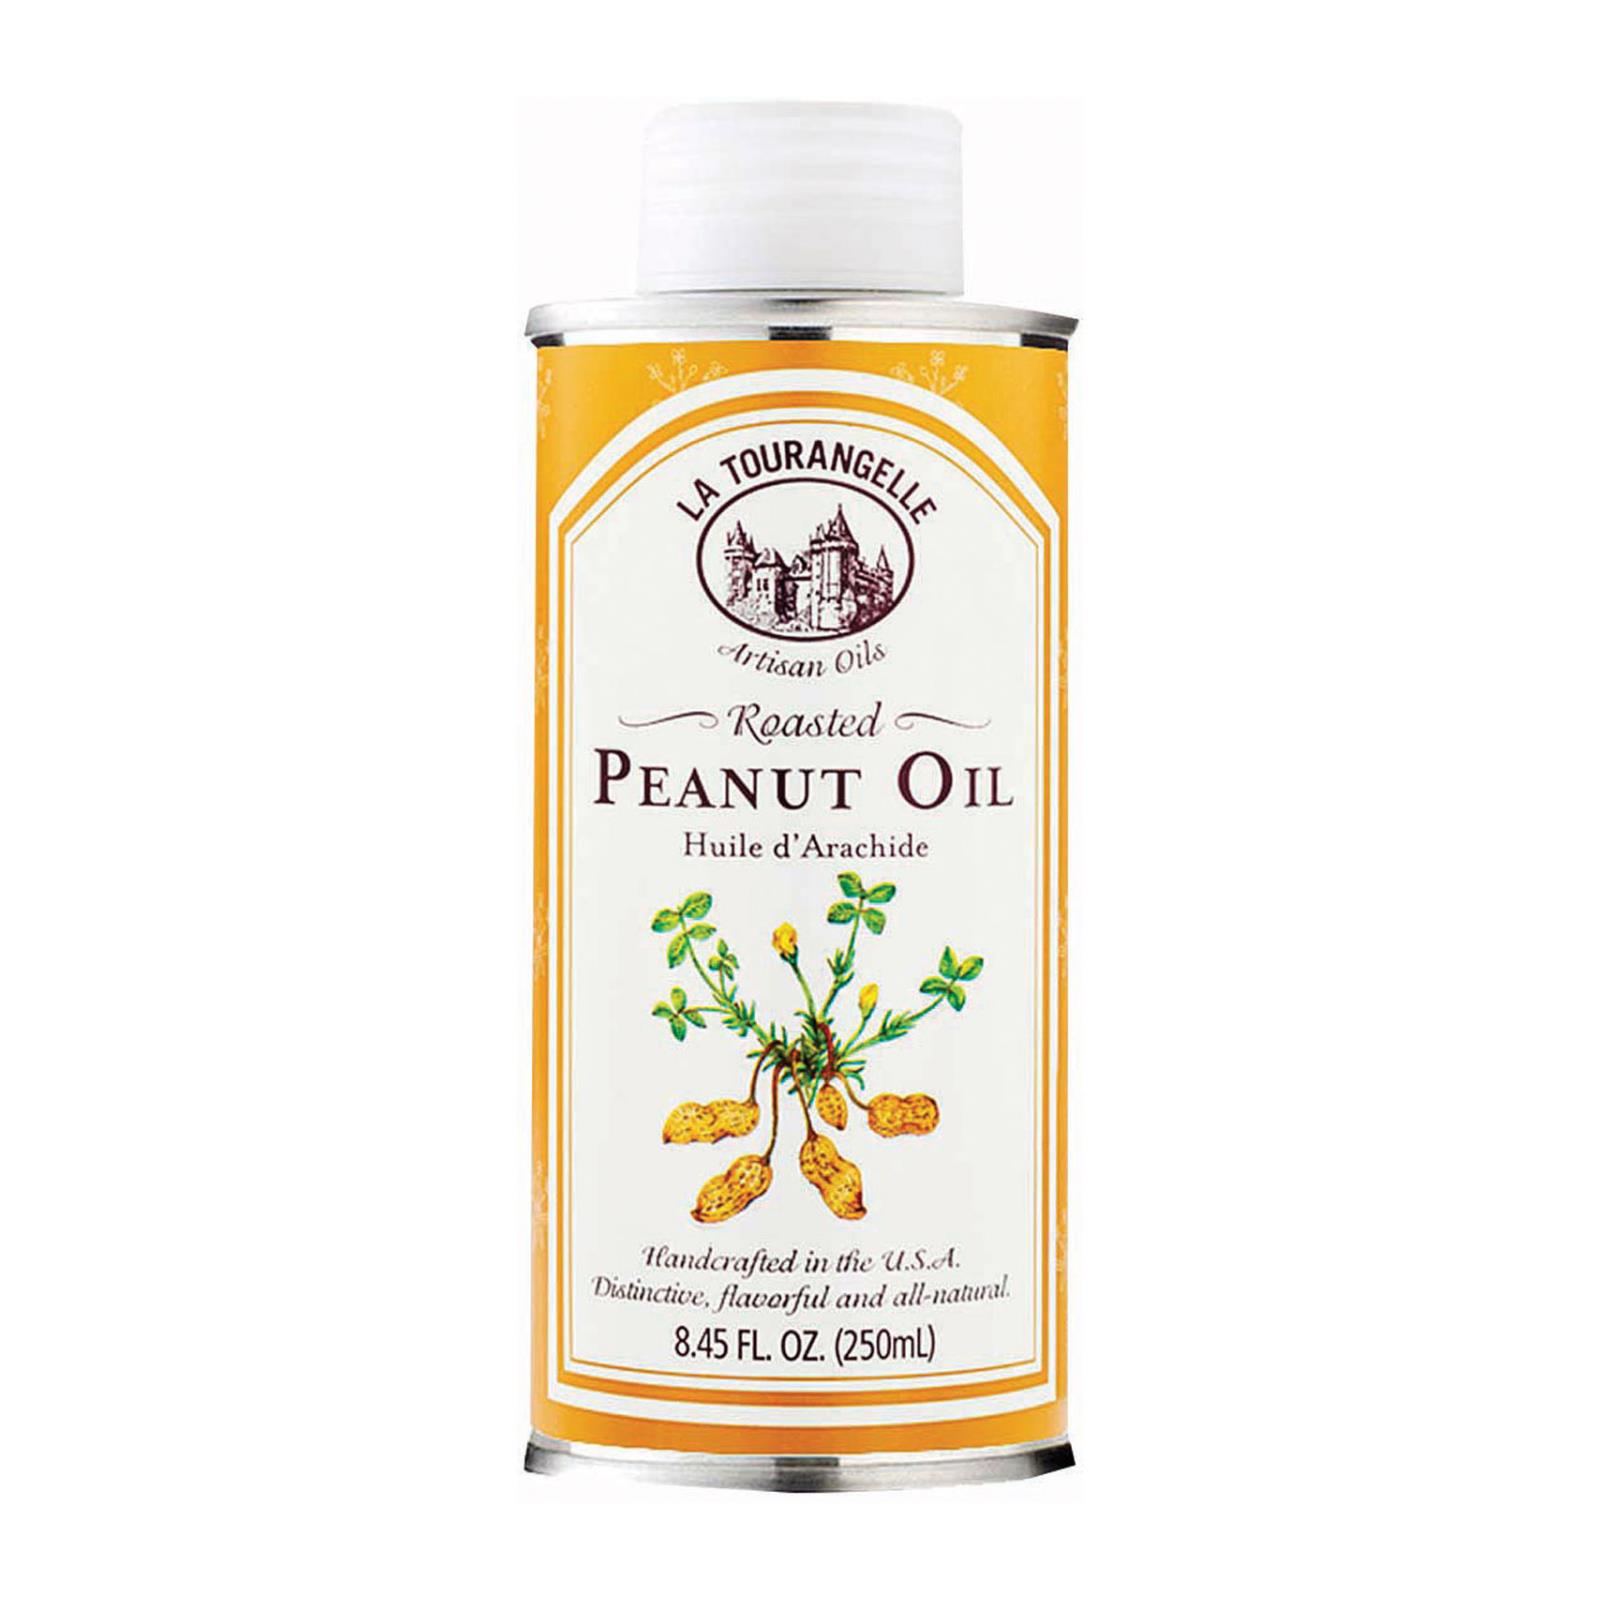 LA TOURANGELLE
Artisan Oils
Roasted
PEANUT OIL
Huile d'Arachide
Handcrafted in the U.S.A.
Distinctive, flavorful and all-natural.
8.45 FL. OZ. (250mL)